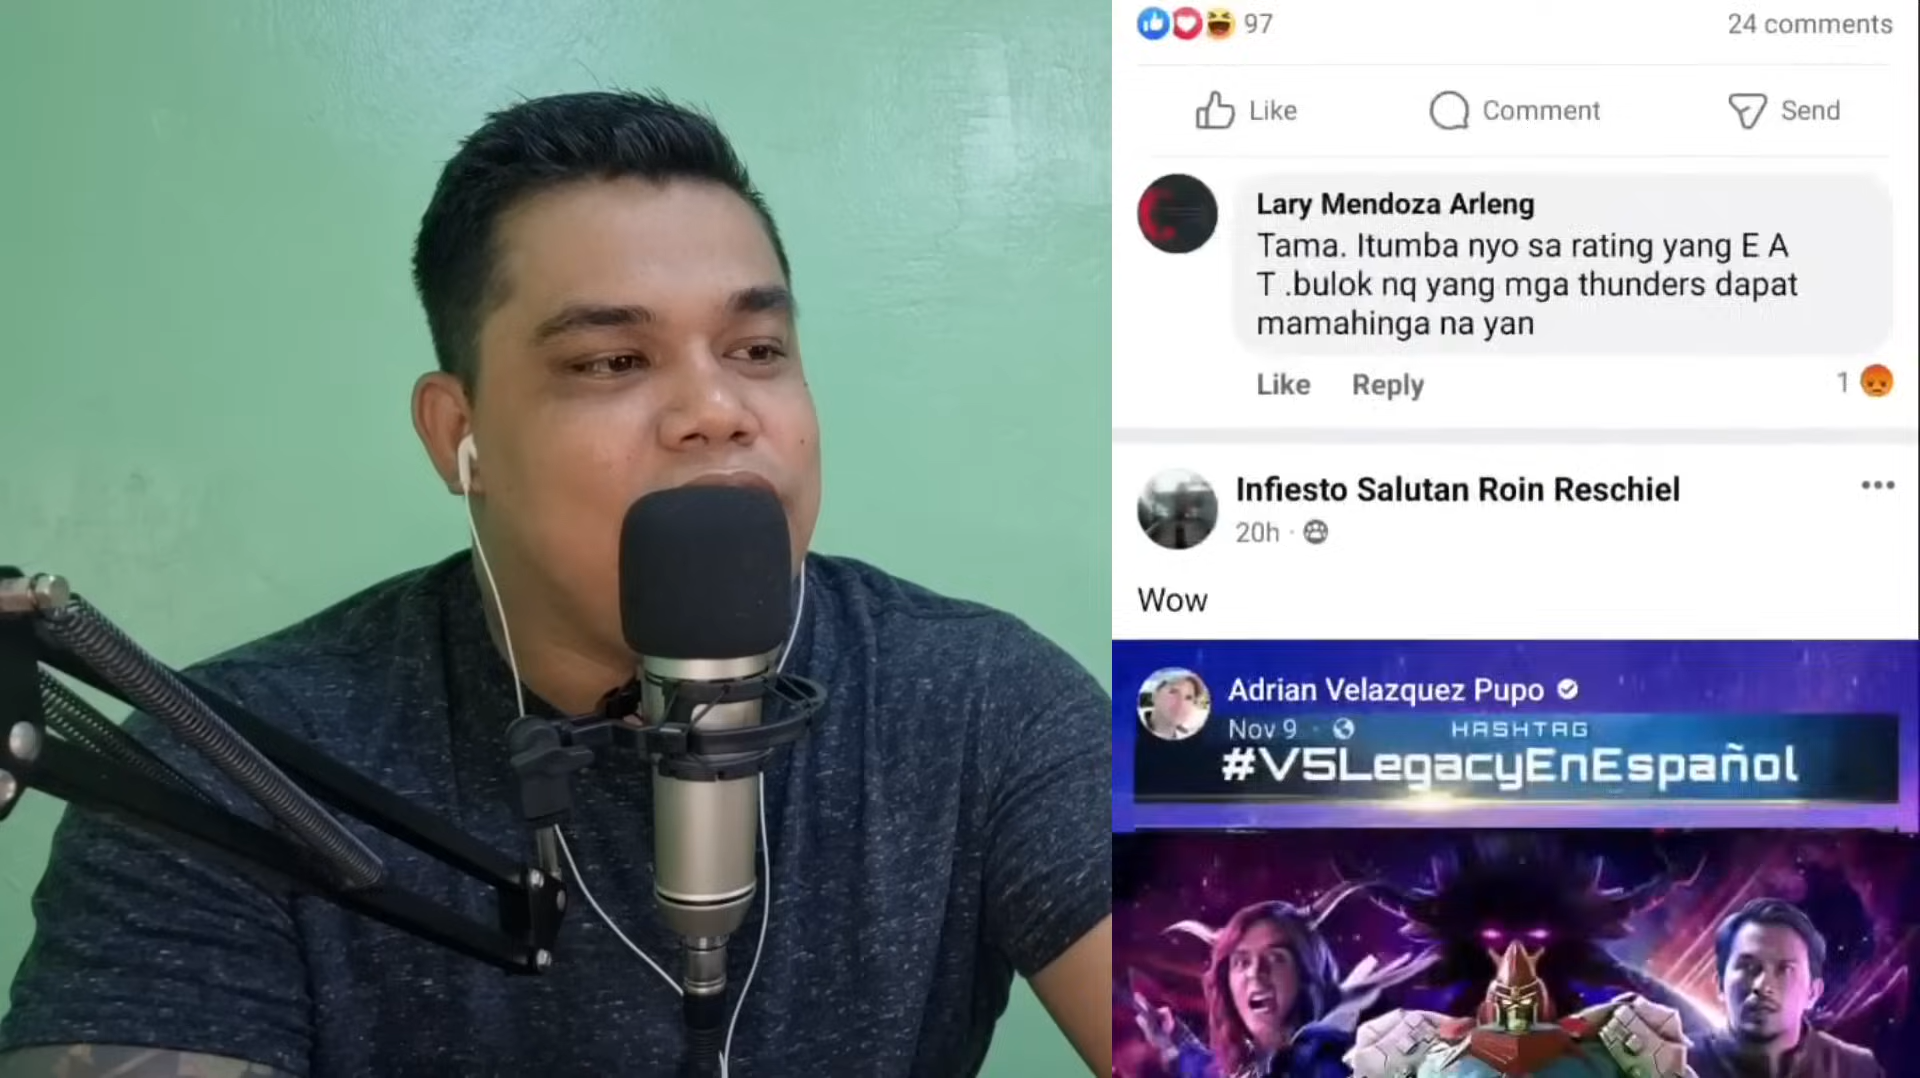 97
24 comments
Like
Comment
Send
Lary Mendoza Arleng
Tama. Itumba nyo sa rating yang E A
T .bulok nq yang mga thunders dapat
mamahinga na yan
Like
Reply
1
Infiesto Salutan Roin Reschiel
20h ·
Wow
Adrian Velazquez Pupo
Nov 9 ·
HASHTAG
#V5LegacyEnEspañol